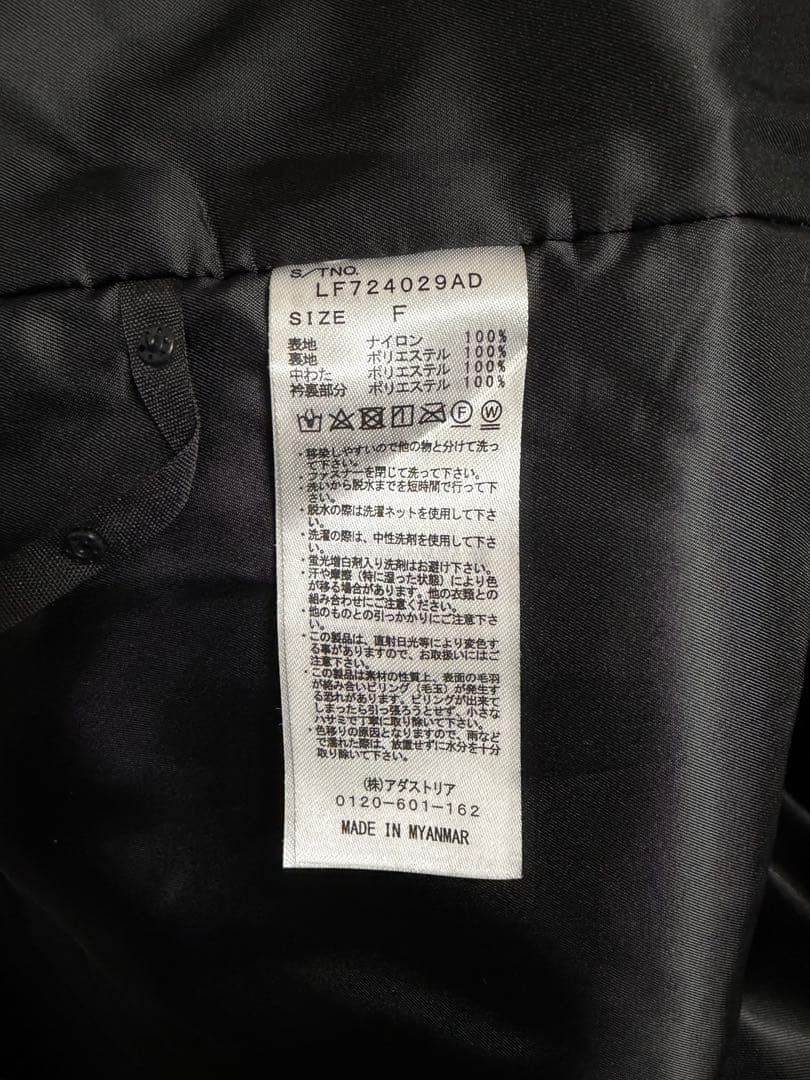 S/TNO.
LF724029AD
SIZE F
表地 ナイロン 100%
裏地 ポリエステル 100%
中わた ポリエステル 100%
衿裏部分 ポリエステル 100%
F W
・移染しやすいので他の物と分けて洗っ
て下さい。
・ファスナーを閉じて洗って下さい。
・洗いから脱水までを短時間で行って下
さい。
・脱水の際は洗濯ネットを使用して下さ
い。
・洗濯の際は、中性洗剤を使用して下さ
い。
・蛍光増白剤入り洗剤はお避け下さい。
・汗や摩擦（特に湿った状態）により色
が移る場合があります。他の衣類との
組み合わせにご注意ください。
・他のものとの引っかかりにご注意下さ
い。
・この製品は、直射日光等により変色す
る事がありますので、お取扱いにはご
注意下さい。
・この製品は素材の性質上、表面の毛羽
が絡み合いピリング（毛玉）が発生す
る恐れがあります。ピリングが出来て
しまったら引っ張ろうとせず、小さな
ハサミで丁寧に取り除いて下さい。
・色移りの原因となりますので、雨など
で濡れた際は、放置せずに水分を十分
取り除いて下さい。
(株)アダストリア
0120-601-162
MADE IN MYANMAR